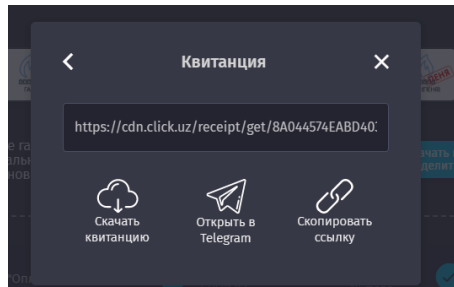 Квитанция
https://cdn.click.uz/receipt/get/8A044574EABD40
Скачать квитанцию
Открыть в Telegram
Скопировать ссылку